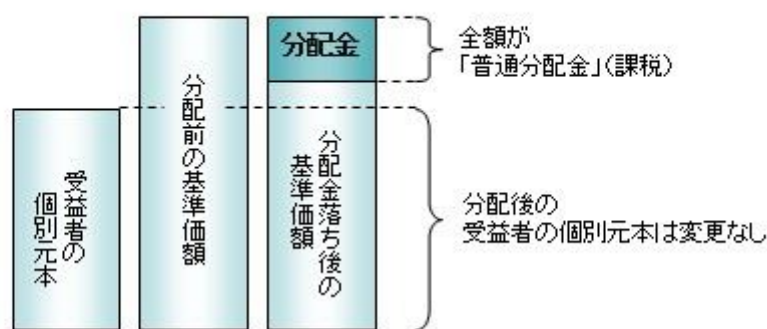 受益者の
個別元本
分配前の基準価額
分配金
分配金落ち後の
基準価額
全額が
「普通分配金」(課税)
分配後の
受益者の個別元本は変更なし